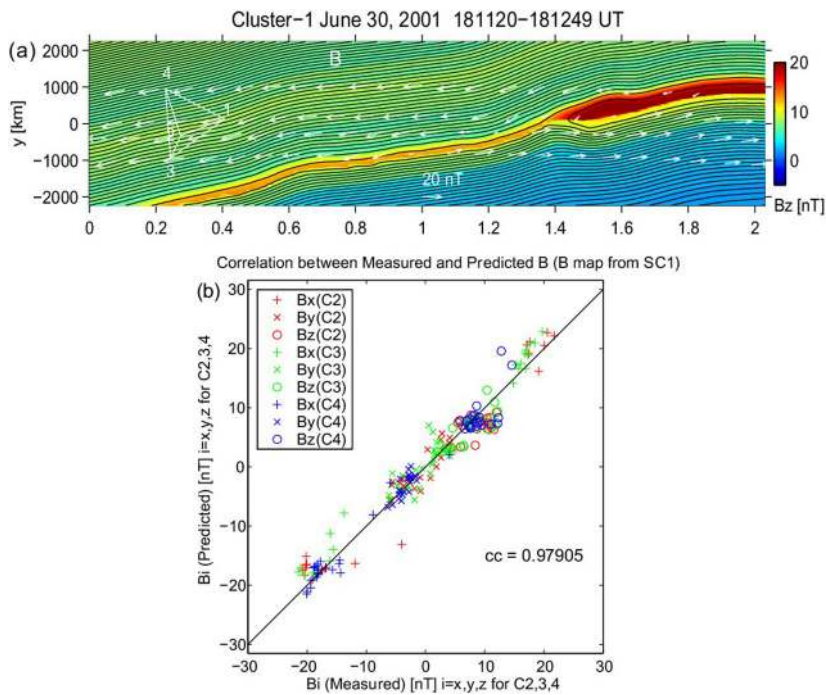 Cluster−1 June 30, 2001 181120−181249 UT
(a)
y [km]
2000
1000
0
−1000
−2000
B
4
1
3
20 nT
0 0.2 0.4 0.6 0.8 1 1.2 1.4 1.6 1.8 2
20
10
0
Bz [nT]
Correlation between Measured and Predicted B (B map from SC1)
(b)
Bx(C2)
By(C2)
Bz(C2)
Bx(C3)
By(C3)
Bz(C3)
Bx(C4)
By(C4)
Bz(C4)
Bi (Predicted) [nT] i=x,y,z for C2,3,4
30
20
10
0
−10
−20
−30
cc = 0.97905
−30 −20 −10 0 10 20 30
Bi (Measured) [nT] i=x,y,z for C2,3,4